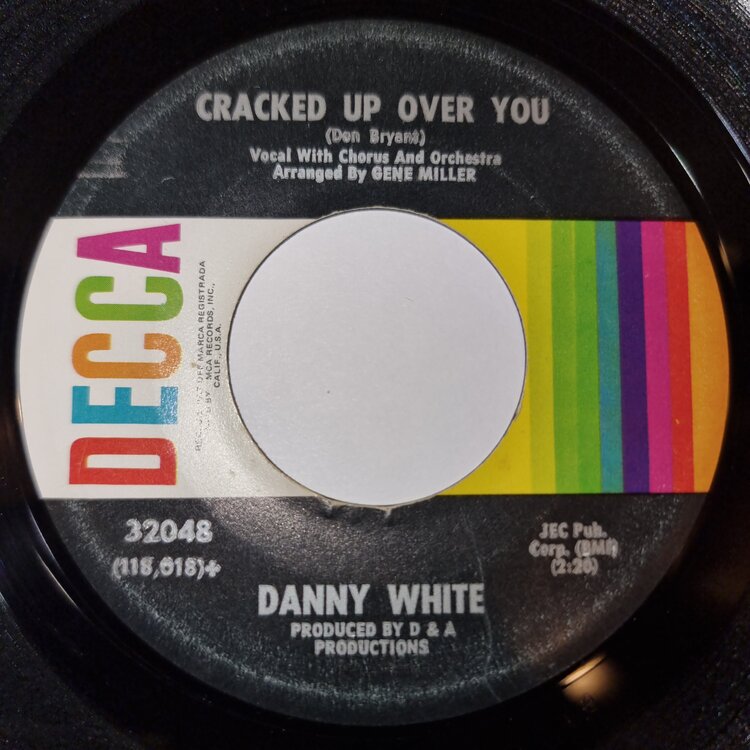 CRACKED UP OVER YOU
(Don Bryant)
Vocal With Chorus And Orchestra
Arranged By GENE MILLER
DECCA
MARCA REGISTRADA
MCA RECORDS, INC.,
CALIF., U.S.A.
32048
(118,618)+
JEC Pub.
Corp. (BMI)
(2:20)
DANNY WHITE
PRODUCED BY D & A
PRODUCTIONS